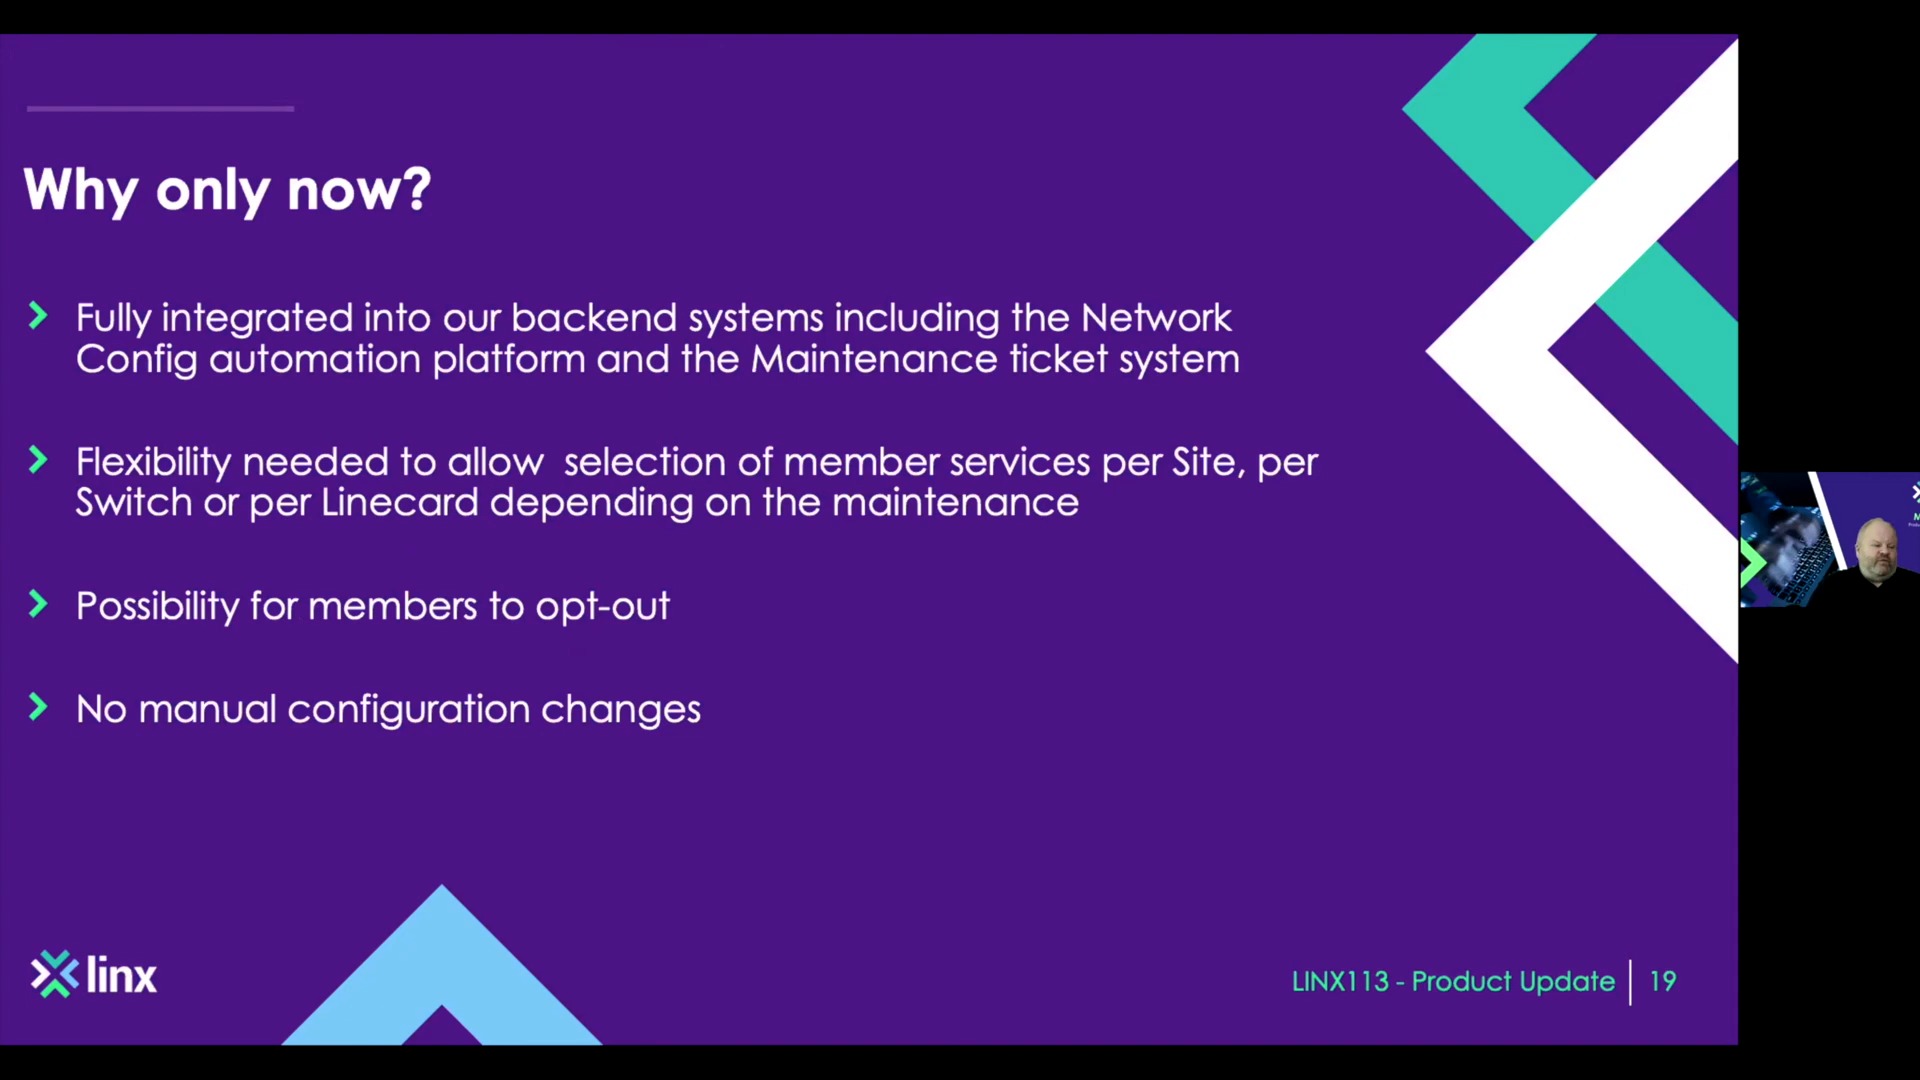 Why only now?
Fully integrated into our backend systems including the Network
Config automation platform and the Maintenance ticket system
Flexibility needed to allow  selection of member services per Site, per
Switch or per Linecard depending on the maintenance
Possibility for members to opt-out
No manual configuration changes
linx
LINX113 - Product Update | 19